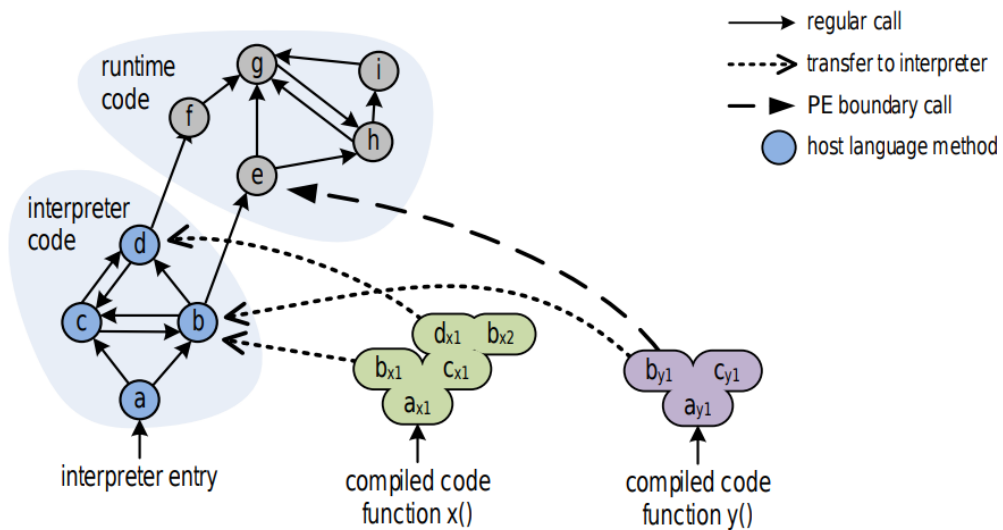 regular call
transfer to interpreter
PE boundary call
host language method
runtime
code
g
i
f
h
e
interpreter
code
d
c
b
a
interpreter entry
dx1
bx2
bx1
cx1
ax1
compiled code
function x()
by1
cy1
ay1
compiled code
function y()